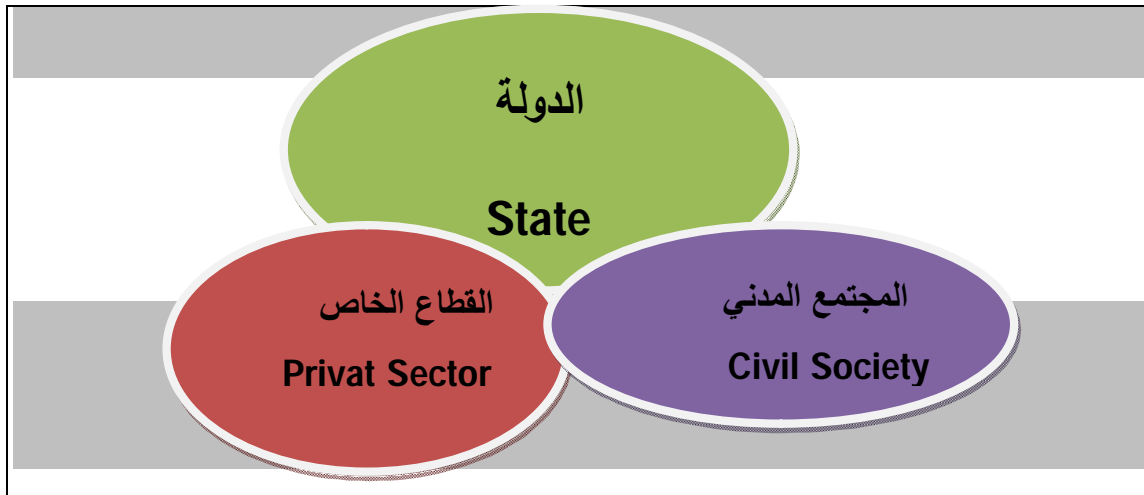 الدولة
State
القطاع الخاص
Privat Sector
المجتمع المدني
Civil Society